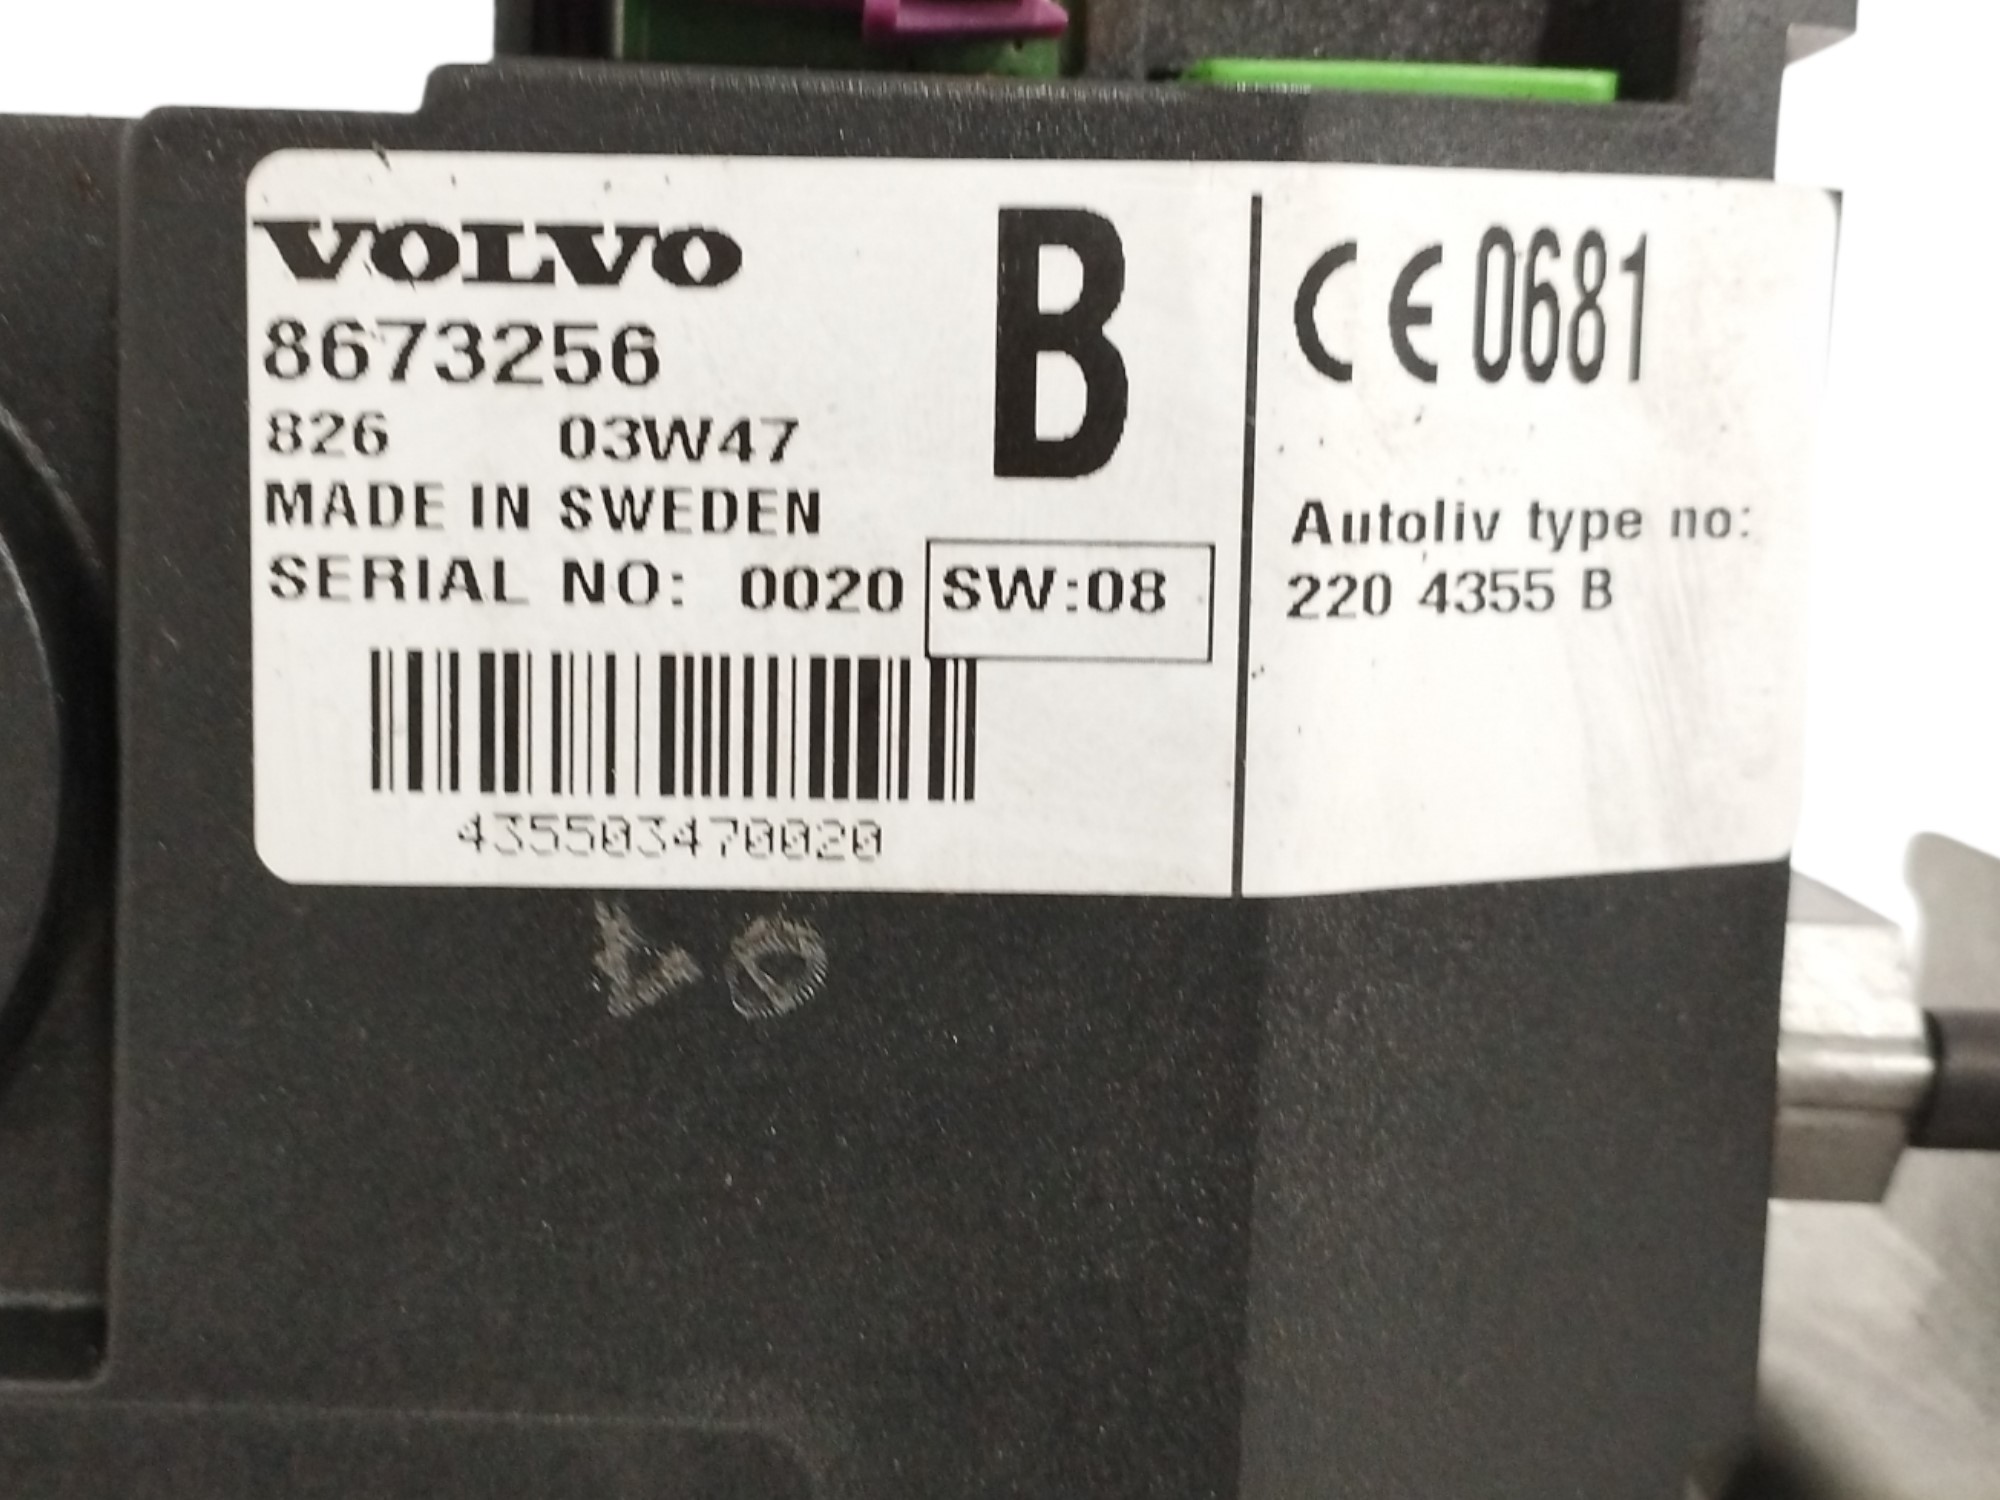 VOLVO
8673256
826 03W47
MADE IN SWEDEN
SERIAL NO: 0020
SW:08
B
435503470020
CE 0681
Autoliv type no:
220 4355 B